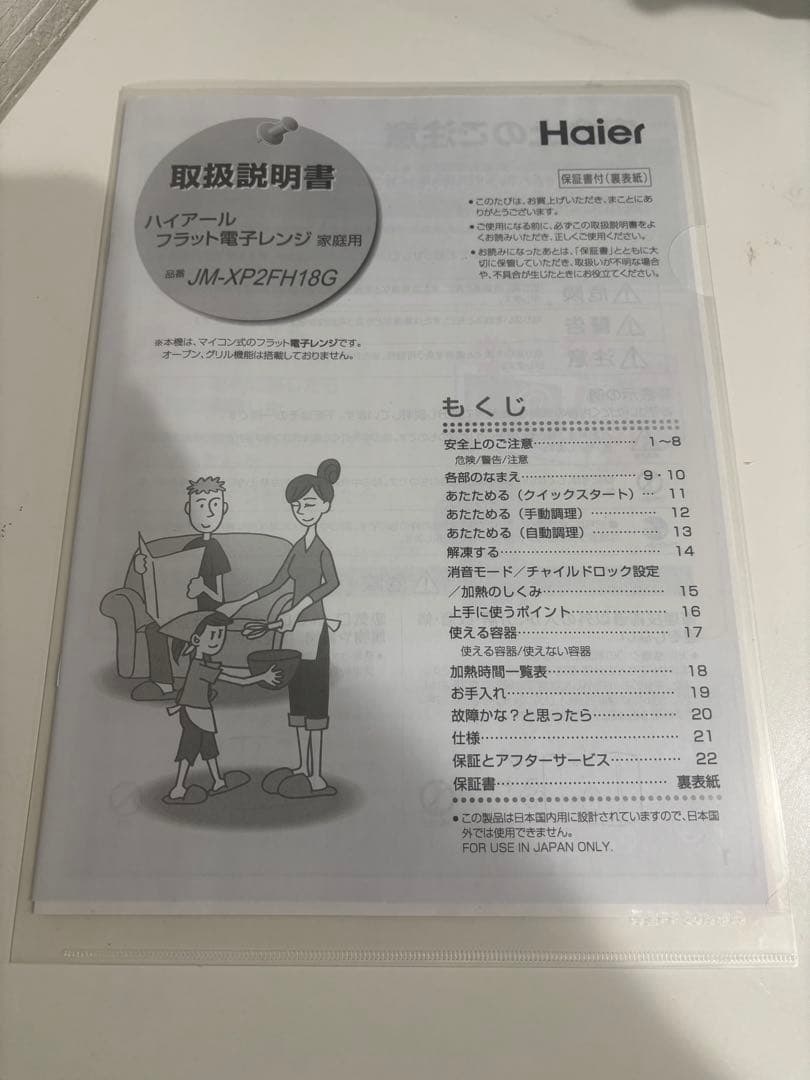 Haier
取扱説明書
ハイアール
フラット電子レンジ 家庭用
品番 JM-XP2FH18G
※本機は、マイコン式のフラット電子レンジです。
オーブン、グリル機能は搭載しておりません。
保証書付(裏表紙)
●このたびは、お買上げいただき、まことにあ
りがとうございます。
●ご使用になる前に、必ずこの取扱説明書をよ
くお読みいただき、正しくご使用ください。
●お読みになったあとは、「保証書」とともに大
切に保管していただき、取扱いが不明な場合
や、不具合が生じたときにお役立てください。
もくじ
安全上のご注意…………………… 1〜8
危険/警告/注意
各部のなまえ…………………… 9・10
あたためる（クイックスタート）… 11
あたためる（手動調理）………… 12
あたためる（自動調理）………… 13
解凍する…………………………… 14
消音モード／チャイルドロック設定
／加熱のしくみ…………………… 15
上手に使うポイント……………… 16
使える容器………………………… 17
使える容器/使えない容器
加熱時間一覧表…………………… 18
お手入れ…………………………… 19
故障かな？と思ったら…………… 20
仕様………………………………… 21
保証とアフターサービス………… 22
保証書…………………………… 裏表紙
●この製品は日本国内用に設計されていますので、日本国
外では使用できません。
FOR USE IN JAPAN ONLY.
のご注意
危険
警告
注意